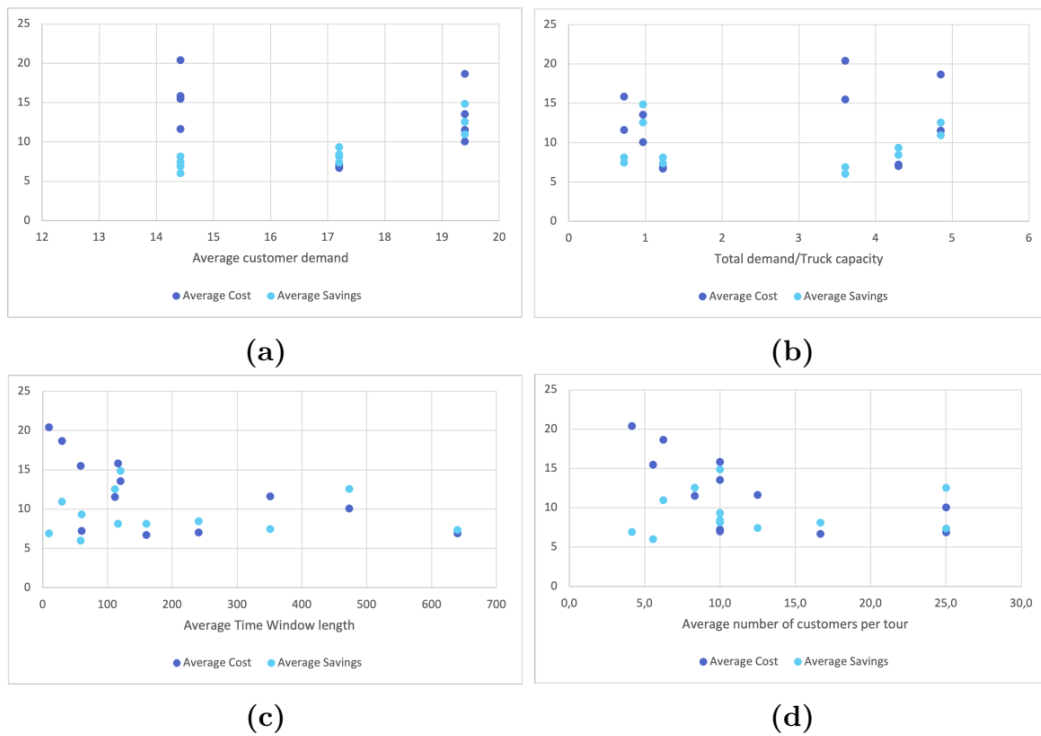 25
20
15
10
5
0
12 13 14 15 16 17 18 19 20
Average customer demand
Average Cost Average Savings
(a)
25
20
15
10
5
0
0 1 2 3 4 5 6
Total demand/Truck capacity
Average Cost Average Savings
(b)
25
20
15
10
5
0
0 100 200 300 400 500 600 700
Average Time Window length
Average Cost Average Savings
(c)
25
20
15
10
5
0
0,0 5,0 10,0 15,0 20,0 25,0 30,0
Average number of customers per tour
Average Cost Average Savings
(d)